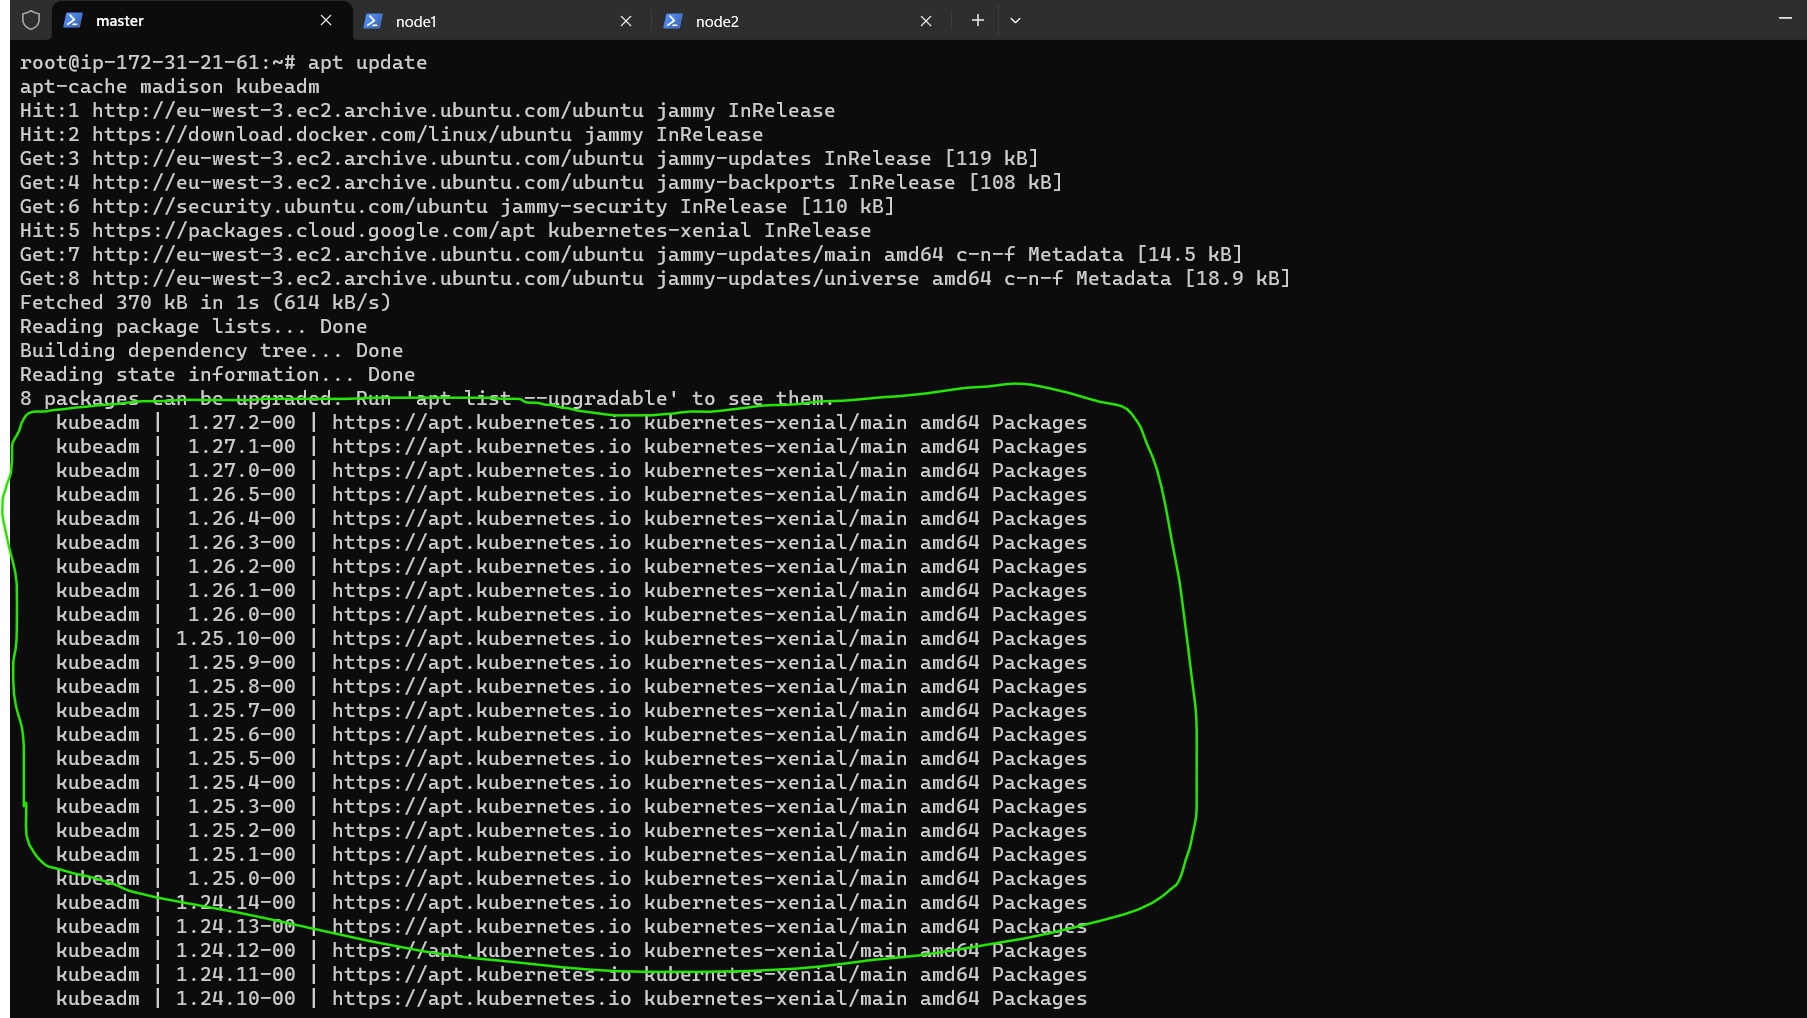 master
node1
node2
root@ip-172-31-21-61:~# apt update
apt-cache madison kubeadm
Hit:1 http://eu-west-3.ec2.archive.ubuntu.com/ubuntu jammy InRelease
Hit:2 https://download.docker.com/linux/ubuntu jammy InRelease
Get:3 http://eu-west-3.ec2.archive.ubuntu.com/ubuntu jammy-updates InRelease [119 kB]
Get:4 http://eu-west-3.ec2.archive.ubuntu.com/ubuntu jammy-backports InRelease [108 kB]
Get:6 http://security.ubuntu.com/ubuntu jammy-security InRelease [110 kB]
Hit:5 https://packages.cloud.google.com/apt kubernetes-xenial InRelease
Get:7 http://eu-west-3.ec2.archive.ubuntu.com/ubuntu jammy-updates/main amd64 c-n-f Metadata [14.5 kB]
Get:8 http://eu-west-3.ec2.archive.ubuntu.com/ubuntu jammy-updates/universe amd64 c-n-f Metadata [18.9 kB]
Fetched 370 kB in 1s (614 kB/s)
Reading package lists... Done
Building dependency tree... Done
Reading state information... Done
8 packages can be upgraded. Run 'apt list --upgradable' to see them.
kubeadm | 1.27.2-00 | https://apt.kubernetes.io kubernetes-xenial/main amd64 Packages
kubeadm | 1.27.1-00 | https://apt.kubernetes.io kubernetes-xenial/main amd64 Packages
kubeadm | 1.27.0-00 | https://apt.kubernetes.io kubernetes-xenial/main amd64 Packages
kubeadm | 1.26.5-00 | https://apt.kubernetes.io kubernetes-xenial/main amd64 Packages
kubeadm | 1.26.4-00 | https://apt.kubernetes.io kubernetes-xenial/main amd64 Packages
kubeadm | 1.26.3-00 | https://apt.kubernetes.io kubernetes-xenial/main amd64 Packages
kubeadm | 1.26.2-00 | https://apt.kubernetes.io kubernetes-xenial/main amd64 Packages
kubeadm | 1.26.1-00 | https://apt.kubernetes.io kubernetes-xenial/main amd64 Packages
kubeadm | 1.26.0-00 | https://apt.kubernetes.io kubernetes-xenial/main amd64 Packages
kubeadm | 1.25.10-00 | https://apt.kubernetes.io kubernetes-xenial/main amd64 Packages
kubeadm | 1.25.9-00 | https://apt.kubernetes.io kubernetes-xenial/main amd64 Packages
kubeadm | 1.25.8-00 | https://apt.kubernetes.io kubernetes-xenial/main amd64 Packages
kubeadm | 1.25.7-00 | https://apt.kubernetes.io kubernetes-xenial/main amd64 Packages
kubeadm | 1.25.6-00 | https://apt.kubernetes.io kubernetes-xenial/main amd64 Packages
kubeadm | 1.25.5-00 | https://apt.kubernetes.io kubernetes-xenial/main amd64 Packages
kubeadm | 1.25.4-00 | https://apt.kubernetes.io kubernetes-xenial/main amd64 Packages
kubeadm | 1.25.3-00 | https://apt.kubernetes.io kubernetes-xenial/main amd64 Packages
kubeadm | 1.25.2-00 | https://apt.kubernetes.io kubernetes-xenial/main amd64 Packages
kubeadm | 1.25.1-00 | https://apt.kubernetes.io kubernetes-xenial/main amd64 Packages
kubeadm | 1.25.0-00 | https://apt.kubernetes.io kubernetes-xenial/main amd64 Packages
kubeadm | 1.24.14-00 | https://apt.kubernetes.io kubernetes-xenial/main amd64 Packages
kubeadm | 1.24.13-00 | https://apt.kubernetes.io kubernetes-xenial/main amd64 Packages
kubeadm | 1.24.12-00 | https://apt.kubernetes.io kubernetes-xenial/main amd64 Packages
kubeadm | 1.24.11-00 | https://apt.kubernetes.io kubernetes-xenial/main amd64 Packages
kubeadm | 1.24.10-00 | https://apt.kubernetes.io kubernetes-xenial/main amd64 Packages